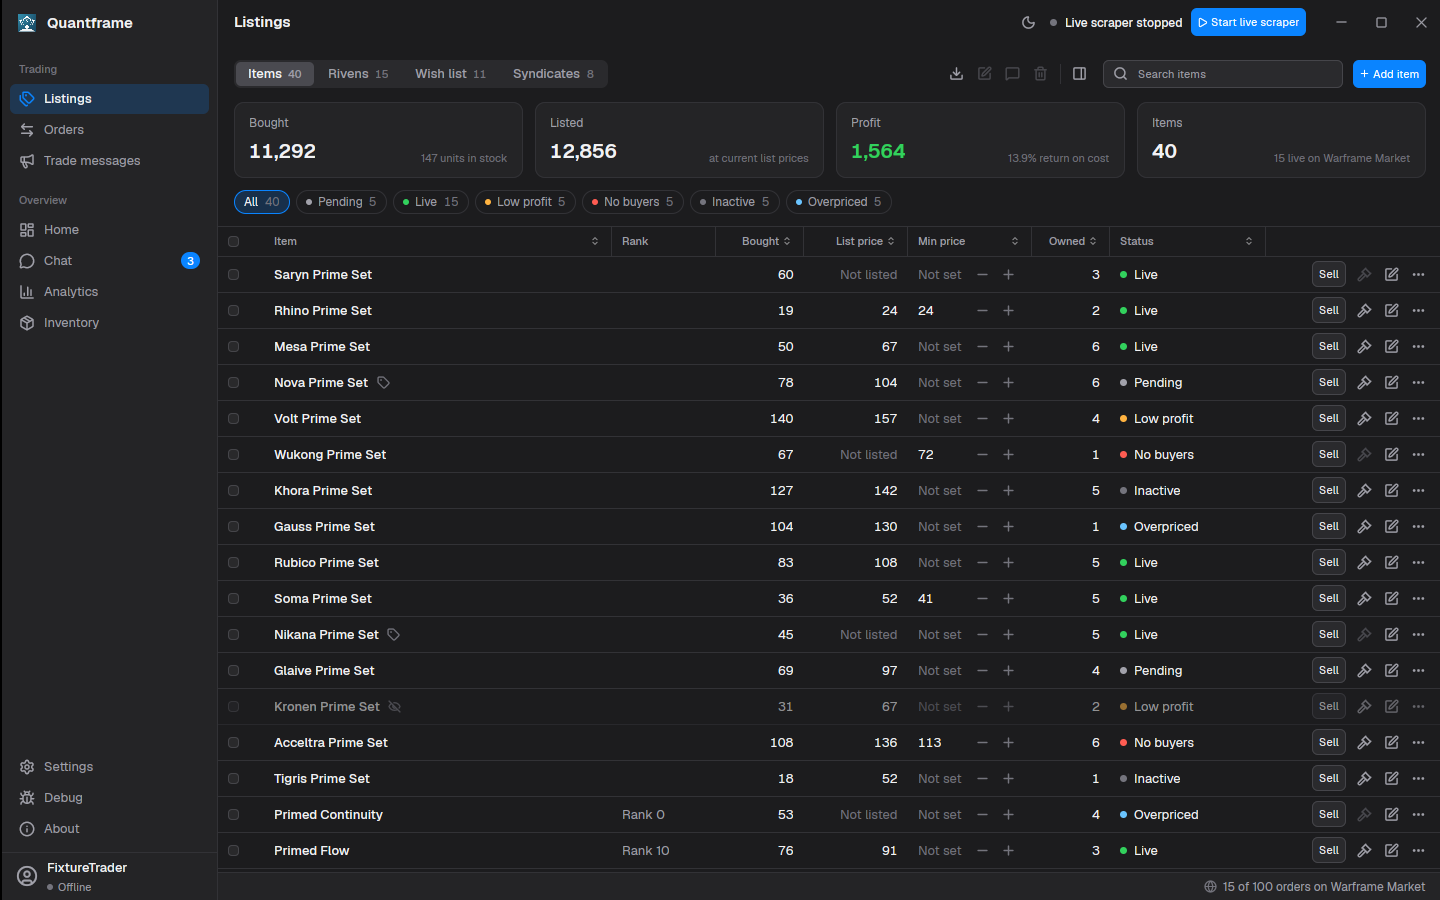 Quantframe
Listings
Live scraper stopped
Start live scraper
Trading
Listings
Orders
Trade messages
Overview
Home
Chat 3
Analytics
Inventory
Settings
Debug
About
FixtureTrader
Offline
Items 40 Rivens 15 Wish list 11 Syndicates 8
Search items
+ Add item
Bought
11,292 147 units in stock
Listed
12,856 at current list prices
Profit
1,564 13.9% return on cost
Items
40 15 live on Warframe Market
All 40 Pending 5 Live 15 Low profit 5 No buyers 5 Inactive 5 Overpriced 5
Item Rank Bought List price Min price Owned Status
Saryn Prime Set 60 Not listed Not set 3 Live Sell
Rhino Prime Set 19 24 24 2 Live Sell
Mesa Prime Set 50 67 Not set 6 Live Sell
Nova Prime Set 78 104 Not set 6 Pending Sell
Volt Prime Set 140 157 Not set 4 Low profit Sell
Wukong Prime Set 67 Not listed 72 1 No buyers Sell
Khora Prime Set 127 142 Not set 5 Inactive Sell
Gauss Prime Set 104 130 Not set 1 Overpriced Sell
Rubico Prime Set 83 108 Not set 5 Live Sell
Soma Prime Set 36 52 41 5 Live Sell
Nikana Prime Set 45 Not listed Not set 5 Live Sell
Glaive Prime Set 69 97 Not set 4 Pending Sell
Kronen Prime Set 31 67 Not set 2 Low profit Sell
Acceltra Prime Set 108 136 113 6 No buyers Sell
Tigris Prime Set 18 52 Not set 1 Inactive Sell
Primed Continuity Rank 0 53 Not listed Not set 4 Overpriced Sell
Primed Flow Rank 10 76 91 Not set 3 Live Sell
15 of 100 orders on Warframe Market